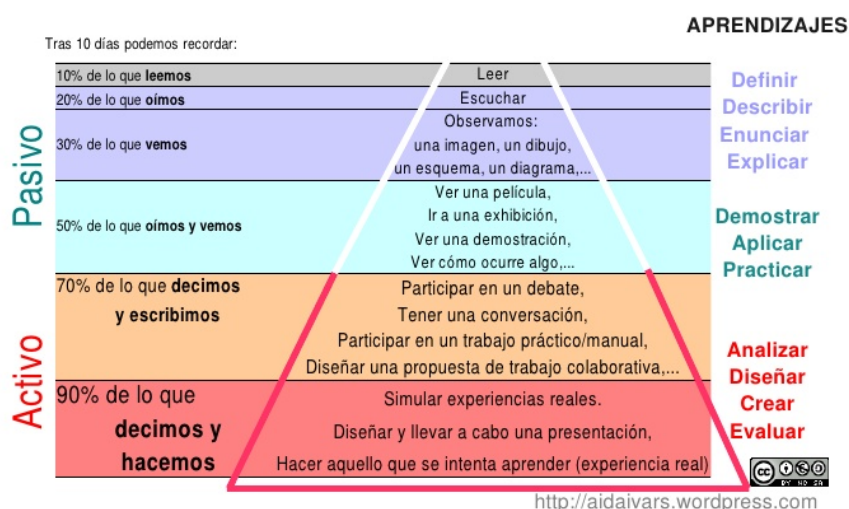 APRENDIZAJES
Tras 10 días podemos recordar:
10% de lo que leemos
Leer
20% de lo que oímos
Escuchar
30% de lo que vemos
Observamos:
una imagen, un dibujo,
un esquema, un diagrama,...
50% de lo que oímos y vemos
Ver una película,
Ir a una exhibición,
Ver una demostración,
Ver cómo ocurre algo,...
70% de lo que decimos
y escribimos
Participar en un debate,
Tener una conversación,
Participar en un trabajo práctico/manual,
Diseñar una propuesta de trabajo colaborativa,...
90% de lo que
decimos y
hacemos
Simular experiencias reales.
Diseñar y llevar a cabo una presentación,
Hacer aquello que se intenta aprender (experiencia real)
Pasivo
Activo
Definir
Describir
Enunciar
Explicar
Demostrar
Aplicar
Practicar
Analizar
Diseñar
Crear
Evaluar
cc
BY NC SA
http://aidaivars.wordpress.com